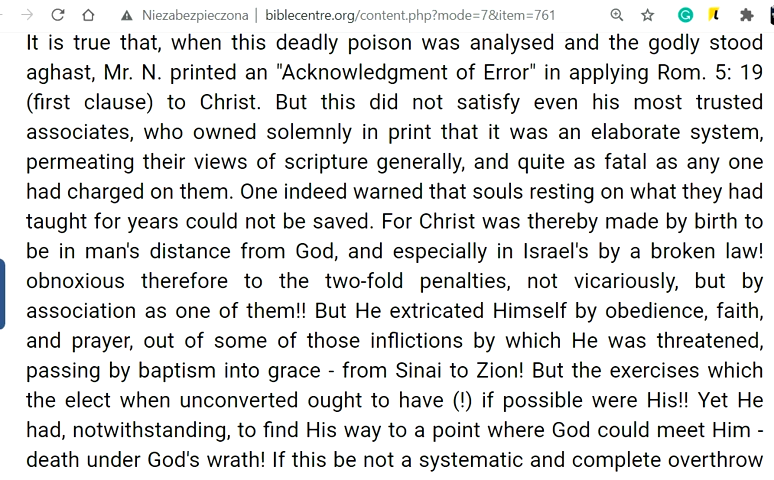 Niezabezpieczona | biblecentre.org/content.php?mode=7&item=761
It is true that, when this deadly poison was analysed and the godly stood
aghast, Mr. N. printed an "Acknowledgment of Error" in applying Rom. 5: 19
(first clause) to Christ. But this did not satisfy even his most trusted
associates, who owned solemnly in print that it was an elaborate system,
permeating their views of scripture generally, and quite as fatal as any one
had charged on them. One indeed warned that souls resting on what they had
taught for years could not be saved. For Christ was thereby made by birth to
be in man's distance from God, and especially in Israel's by a broken law!
obnoxious therefore to the two-fold penalties, not vicariously, but by
association as one of them!! But He extricated Himself by obedience, faith,
and prayer, out of some of those inflictions by which He was threatened,
passing by baptism into grace - from Sinai to Zion! But the exercises which
the elect when unconverted ought to have (!) if possible were His!! Yet He
had, notwithstanding, to find His way to a point where God could meet Him -
death under God's wrath! If this be not a systematic and complete overthrow